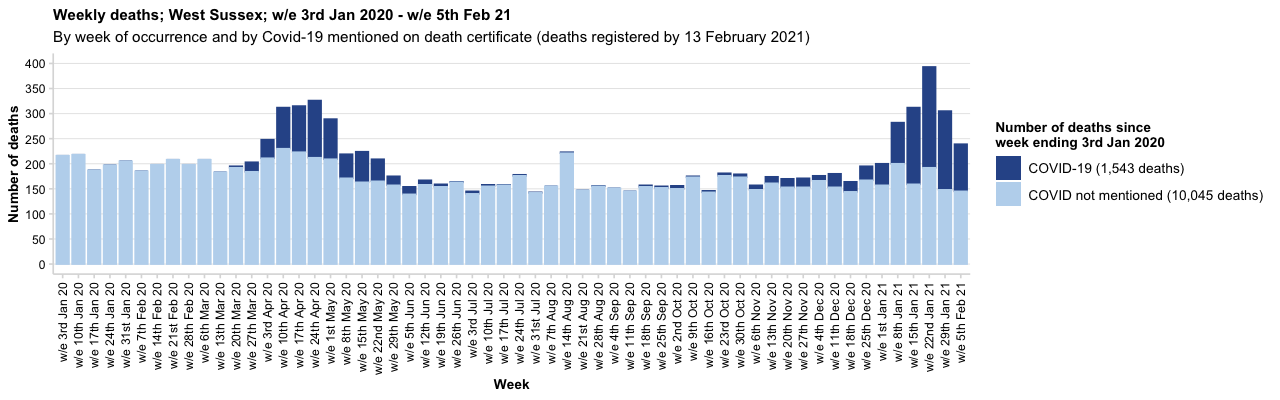 Weekly deaths; West Sussex; w/e 3rd Jan 2020 - w/e 5th Feb 21
By week of occurrence and by Covid-19 mentioned on death certificate (deaths registered by 13 February 2021)
Number of deaths
400
350
300
250
200
150
100
50
0
w/e 3rd Jan 20
w/e 10th Jan 20
w/e 17th Jan 20
w/e 24th Jan 20
w/e 31st Jan 20
w/e 7th Feb 20
w/e 14th Feb 20
w/e 21st Feb 20
w/e 28th Feb 20
w/e 6th Mar 20
w/e 13th Mar 20
w/e 20th Mar 20
w/e 27th Mar 20
w/e 3rd Apr 20
w/e 10th Apr 20
w/e 17th Apr 20
w/e 24th Apr 20
w/e 1st May 20
w/e 8th May 20
w/e 15th May 20
w/e 22nd May 20
w/e 29th May 20
w/e 5th Jun 20
w/e 12th Jun 20
w/e 19th Jun 20
w/e 26th Jun 20
w/e 3rd Jul 20
w/e 10th Jul 20
w/e 17th Jul 20
w/e 24th Jul 20
w/e 31st Jul 20
w/e 7th Aug 20
w/e 14th Aug 20
w/e 21st Aug 20
w/e 28th Aug 20
w/e 4th Sep 20
w/e 11th Sep 20
w/e 18th Sep 20
w/e 25th Sep 20
w/e 2nd Oct 20
w/e 9th Oct 20
w/e 16th Oct 20
w/e 23rd Oct 20
w/e 30th Oct 20
w/e 6th Nov 20
w/e 13th Nov 20
w/e 20th Nov 20
w/e 27th Nov 20
w/e 4th Dec 20
w/e 11th Dec 20
w/e 18th Dec 20
w/e 25th Dec 20
w/e 1st Jan 21
w/e 8th Jan 21
w/e 15th Jan 21
w/e 22nd Jan 21
w/e 29th Jan 21
w/e 5th Feb 21
Week
Number of deaths since
week ending 3rd Jan 2020
COVID-19 (1,543 deaths)
COVID not mentioned (10,045 deaths)